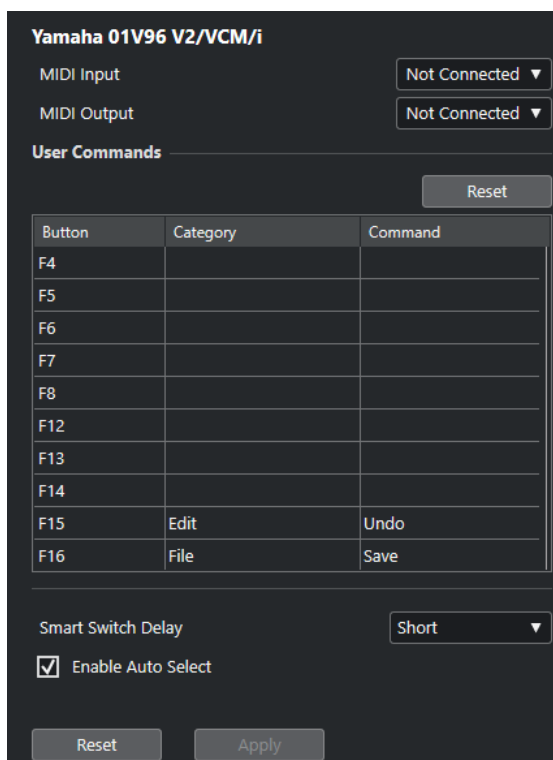 Yamaha 01V96 V2/VCM/i
MIDI Input Not Connected
MIDI Output Not Connected
User Commands
Reset
Button Category Command
F4
F5
F6
F7
F8
F12
F13
F14
F15 Edit Undo
F16 File Save
Smart Switch Delay Short
Enable Auto Select
Reset Apply